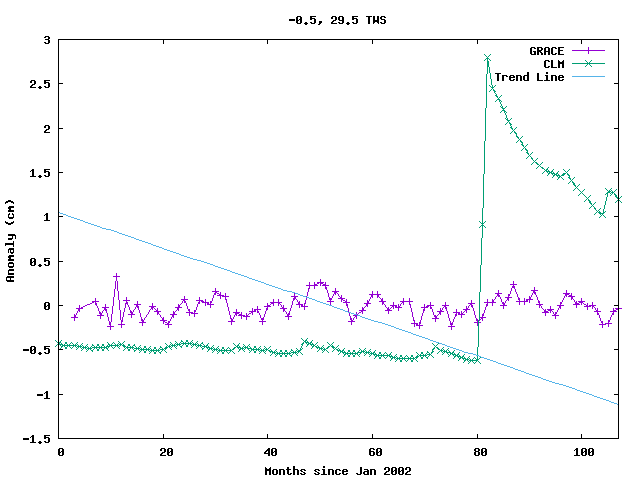 -0.5, 29.5 TWS
3
2.5
2
1.5
1
0.5
0
-0.5
-1
-1.5
Anomaly (cm)
GRACE
CLM
Trend Line
0 20 40 60 80 100
Months since Jan 2002